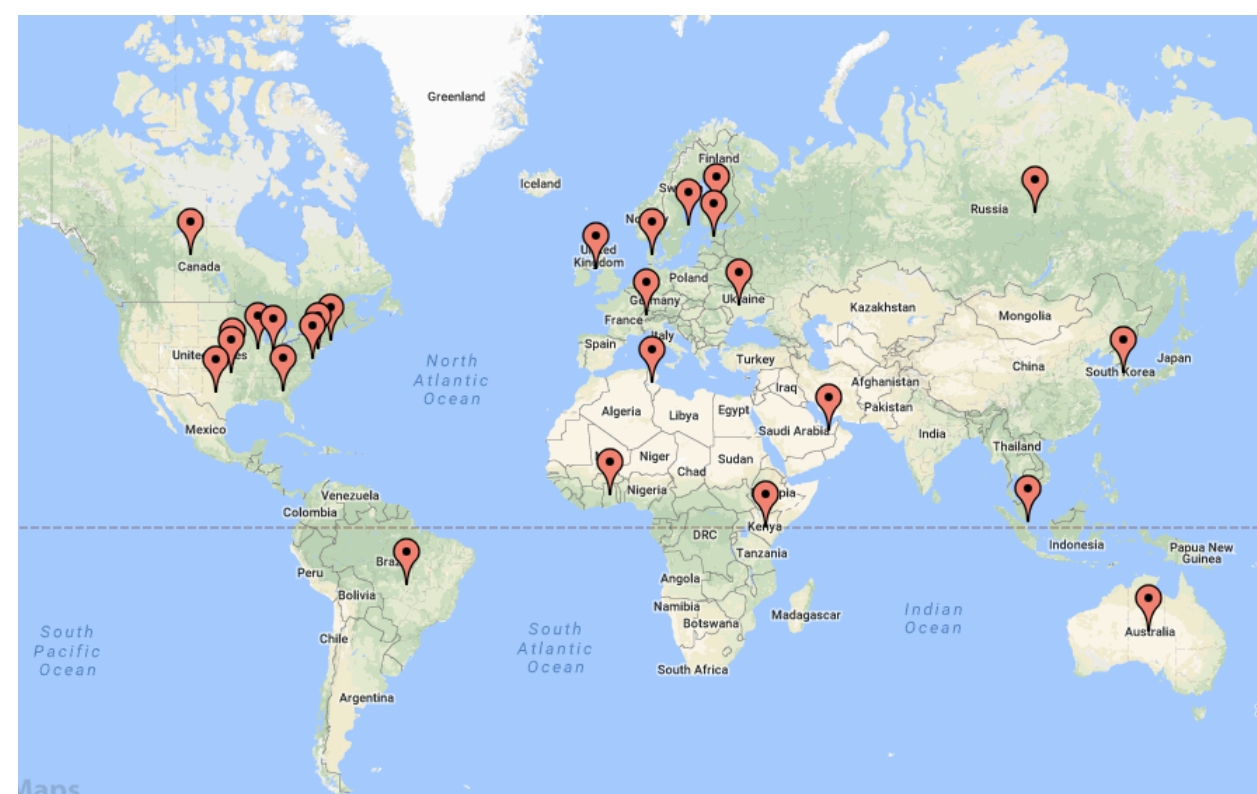 Greenland
Finland
Iceland
Russia
Canada
United
Kingdom
Poland
Germany
Ukraine
Kazakhstan
Mongolia
France
Italy
Spain
Turkey
China
South Korea
Japan
North
Atlantic
Ocean
Iraq
Afghanistan
Pakistan
Algeria
Libya
Egypt
Saudi Arabia
India
Mexico
Thailand
Niger
Chad
Sudan
Nigeria
Venezuela
Colombia
DRC
Kenya
Tanzania
Indonesia
Papua New
Guinea
Peru
Bolivia
Angola
Namibia
Botswana
Madagascar
Indian
Ocean
South
Pacific
Ocean
South
Atlantic
Ocean
Australia
Chile
South Africa
Argentina
Maps